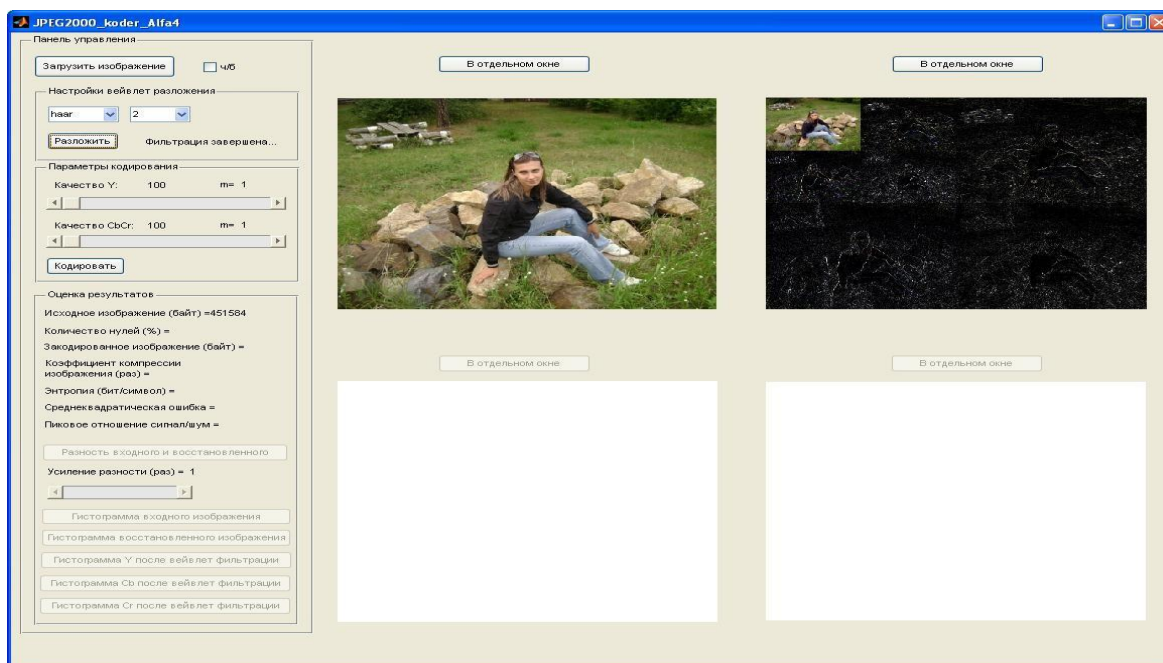 JPEG2000_koder_Alfa4
Панель управления
Загрузить изображение
ч/б
Настройки вейвлет разложения
haar 2
Разложить Фильтрация завершена...
Параметры кодирования
Качество Y: 100 m= 1
Качество CbCr: 100 m= 1
Кодировать
Оценка результатов
Исходное изображение (байт) =451584
Количество нулей (%) =
Закодированное изображение (байт) =
Коэффициент компрессии
изображения (раз) =
Энтропия (бит/символ) =
Среднеквадратическая ошибка =
Пиковое отношение сигнал/шум =
Разность входного и восстановленного
Усиление разности (раз) = 1
Гистограмма входного изображения
Гистограмма восстановленного изображения
Гистограмма Y после вейвлет фильтрации
Гистограмма Cb после вейвлет фильтрации
Гистограмма Cr после вейвлет фильтрации
В отдельном окне
В отдельном окне
В отдельном окне
В отдельном окне